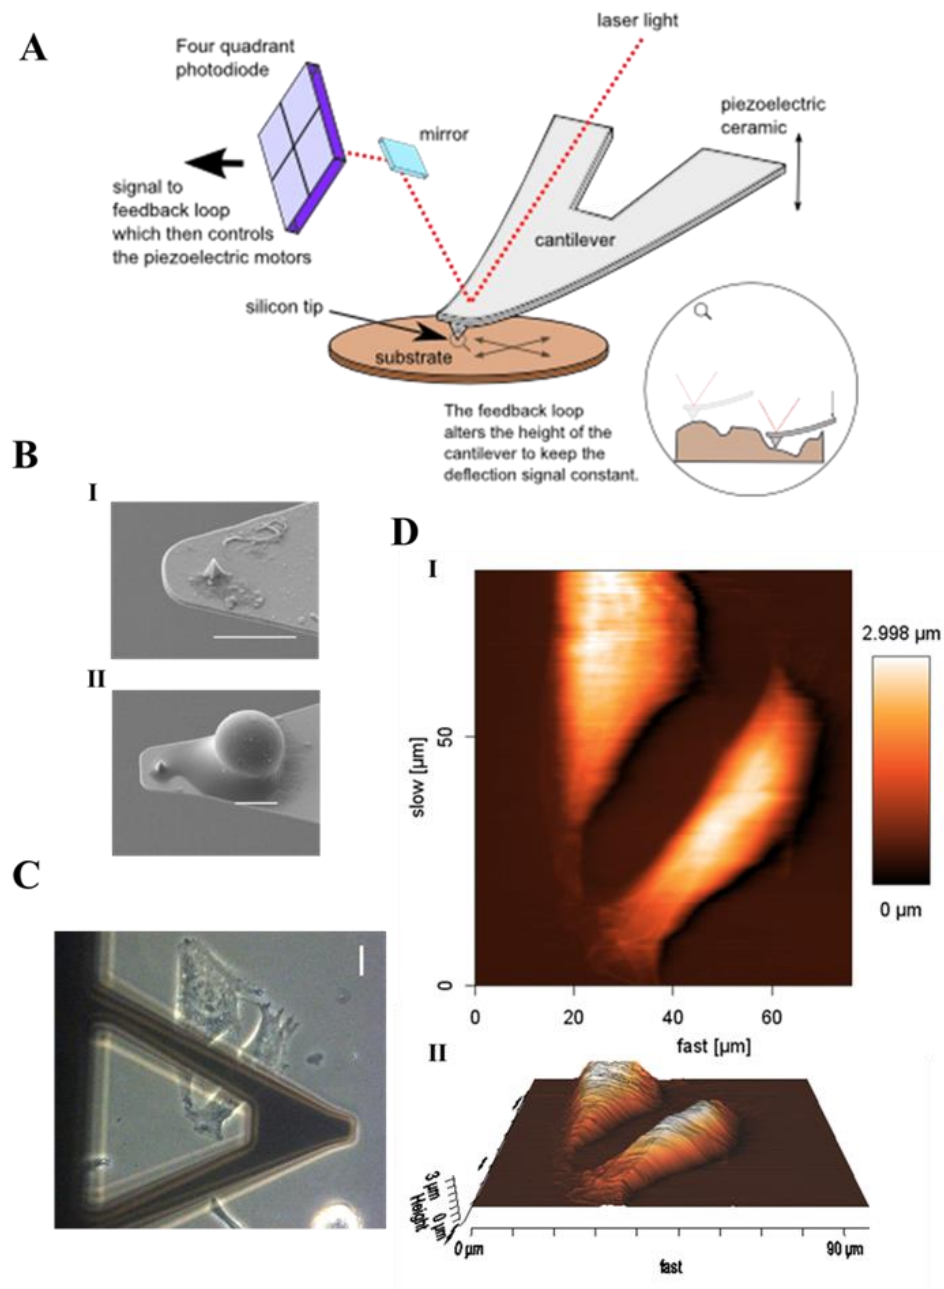 A
Four quadrant
photodiode
laser light
mirror
piezoelectric
ceramic
signal to
feedback loop
which then controls
the piezoelectric motors
cantilever
silicon tip
substrate
The feedback loop
alters the height of the
cantilever to keep the
deflection signal constant.
B
I
II
C
D
I
2.998 µm
0 µm
slow [µm]
50
0
0
20
40
60
fast [µm]
II
3 µm
0 µm
Height
0 µm
90 µm
fast